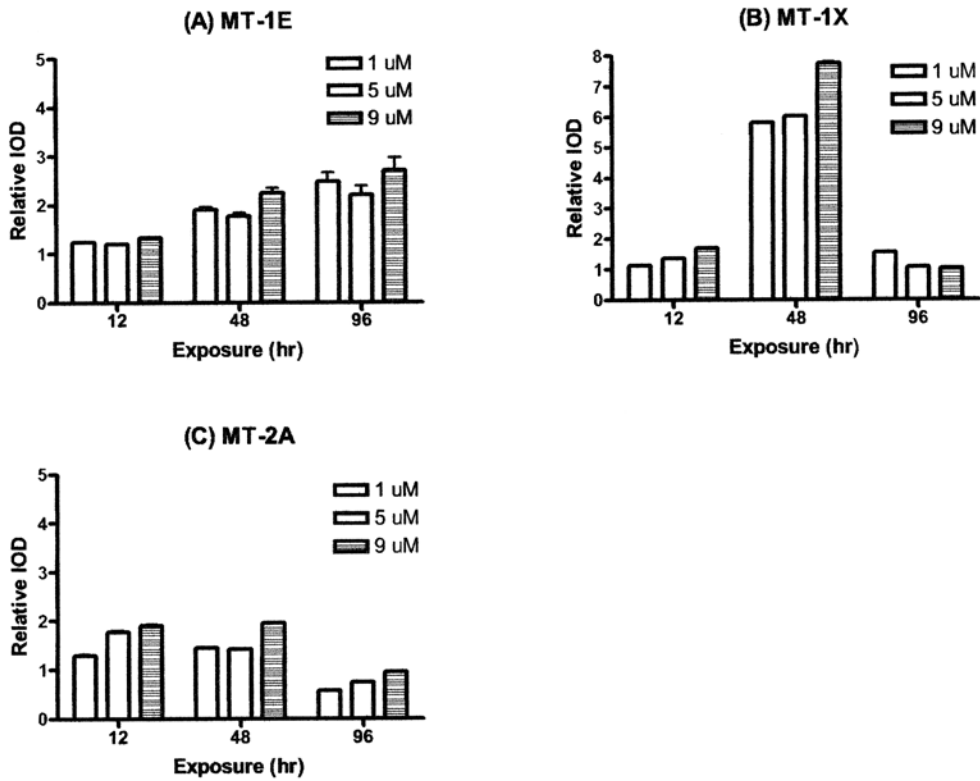 (A) MT-1E
5
4
3
2
1
0
Relative IOD
1 uM
5 uM
9 uM
12 48 96
Exposure (hr)
(B) MT-1X
8
7
6
5
4
3
2
1
0
Relative IOD
1 uM
5 uM
9 uM
12 48 96
Exposure (hr)
(C) MT-2A
5
4
3
2
1
0
Relative IOD
1 uM
5 uM
9 uM
12 48 96
Exposure (hr)